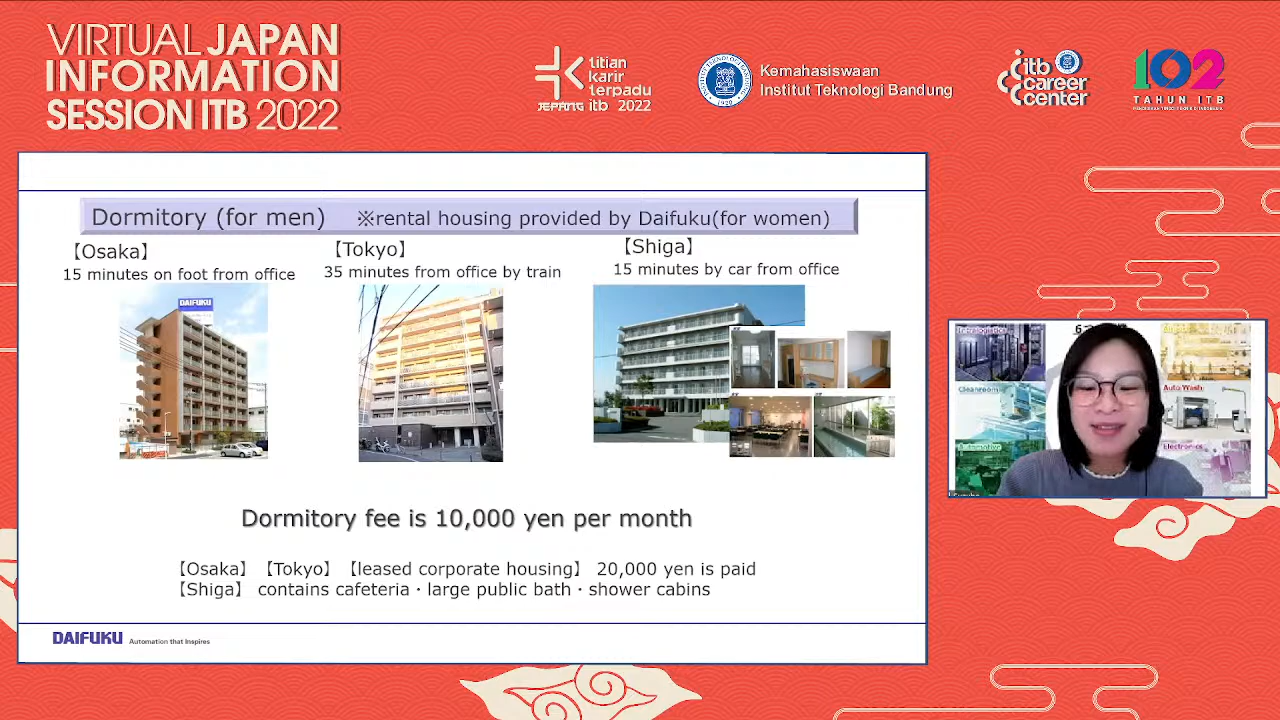 VIRTUAL JAPAN
INFORMATION
SESSION ITB 2022
titian
karir
terpadu
JEPANG itb 2022
Kemahasiswaan
Institut Teknologi Bandung
itb
career
center
102
TAHUN ITB
Dormitory (for men) ※rental housing provided by Daifuku(for women)
【Osaka】
15 minutes on foot from office
【Tokyo】
35 minutes from office by train
【Shiga】
15 minutes by car from office
DAIFUKU
Dormitory fee is 10,000 yen per month
【Osaka】 【Tokyo】 【leased corporate housing】 20,000 yen is paid
【Shiga】 contains cafeteria・large public bath・shower cabins
DAIFUKU Automation that Inspires
Intralogistics
Cleanroom
Auto Wash
Automotive
Electronics